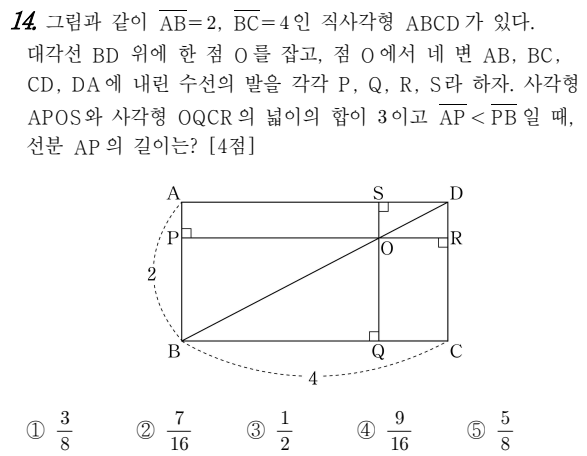 14. 그림과 같이 AB=2, BC=4인 직사각형 ABCD가 있다.
대각선 BD 위에 한 점 O를 잡고, 점 O에서 네 변 AB, BC,
CD, DA에 내린 수선의 발을 각각 P, Q, R, S라 하자. 사각형
APOS와 사각형 OQCR의 넓이의 합이 3이고 AP<PB일 때,
선분 AP의 길이는? [4점]
A S D
P O R
2
B Q C
4
① 3/8 ② 7/16 ③ 1/2 ④ 9/16 ⑤ 5/8